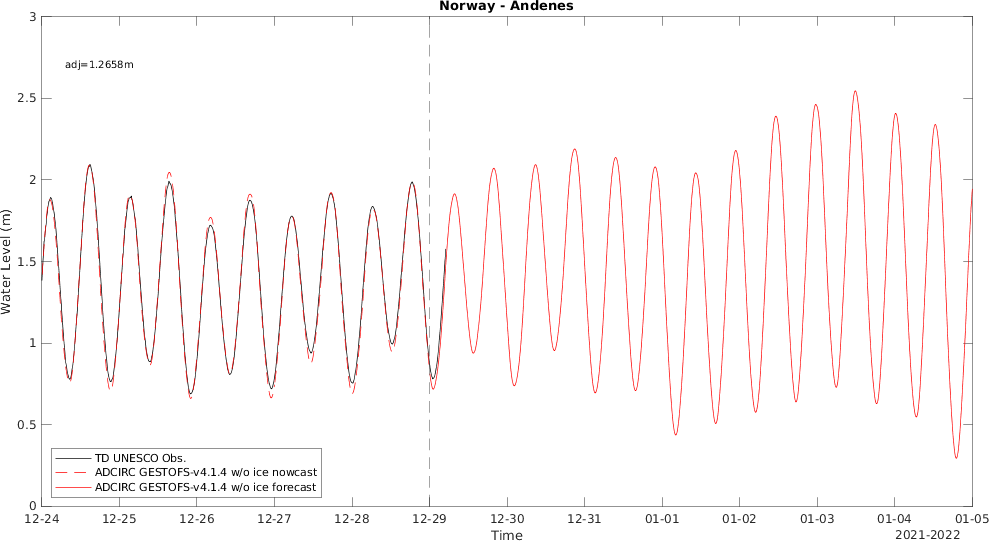 Norway - Andenes
3
adj=1.2658m
2.5
2
1.5
1
0.5
0
Water Level (m)
TD UNESCO Obs.
ADCIRC GESTOFS-v4.1.4 w/o ice nowcast
ADCIRC GESTOFS-v4.1.4 w/o ice forecast
12-24 12-25 12-26 12-27 12-28 12-29 12-30 12-31 01-01 01-02 01-03 01-04 01-05
Time
2021-2022